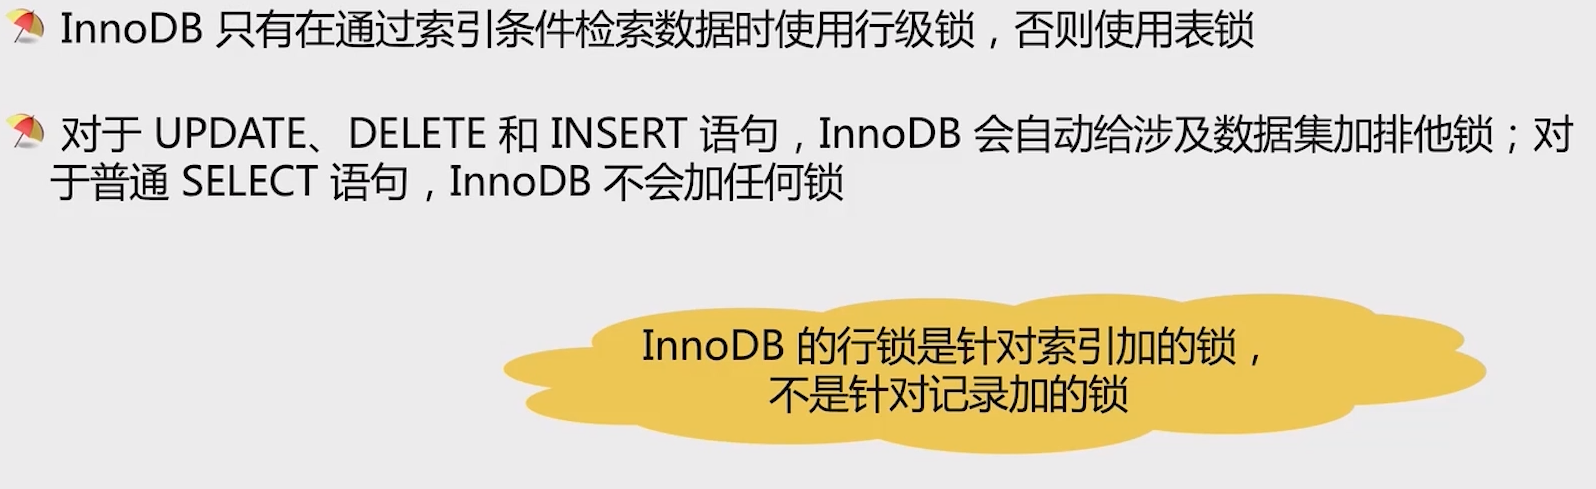 InnoDB 只有在通过索引条件检索数据时使用行级锁，否则使用表锁
对于 UPDATE、DELETE 和 INSERT 语句，InnoDB 会自动给涉及数据集加排他锁；对
于普通 SELECT 语句，InnoDB 不会加任何锁
InnoDB 的行锁是针对索引加的锁，
不是针对记录加的锁